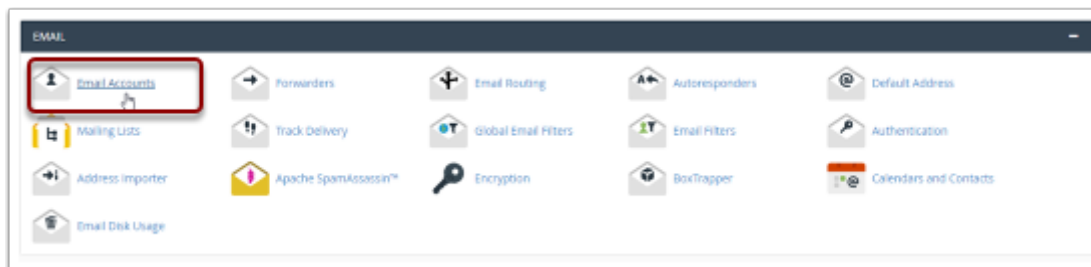 EMAIL
Email Accounts Forwarders Email Routing Autoresponders Default Address
Mailing Lists Track Delivery Global Email Filters Email Filters Authentication
Address Importer Apache SpamAssassin™ Encryption BoxTrapper Calendars and Contacts
Email Disk Usage